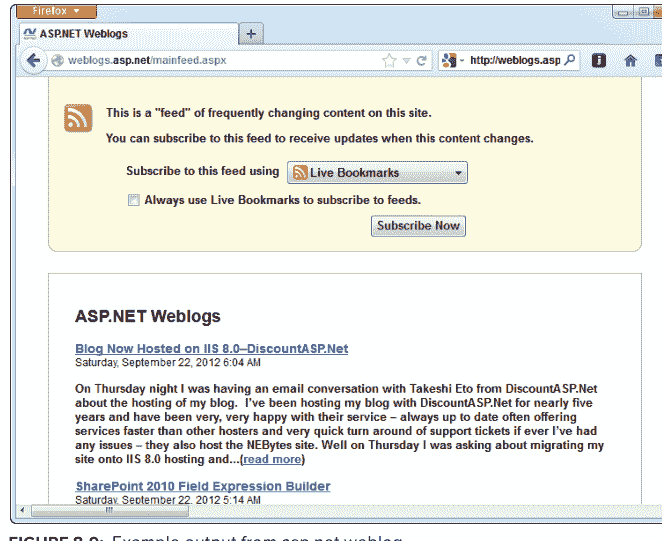 Firefox
ASP.NET Weblogs
weblogs.asp.net/mainfeed.aspx
http://weblogs.asp
This is a "feed" of frequently changing content on this site.
You can subscribe to this feed to receive updates when this content changes.
Subscribe to this feed using Live Bookmarks
Always use Live Bookmarks to subscribe to feeds.
Subscribe Now
ASP.NET Weblogs
Blog Now Hosted on IIS 8.0–DiscountASP.Net
Saturday, September 22, 2012 6:04 AM
On Thursday night I was having an email conversation with Takeshi Eto from DiscountASP.Net
about the hosting of my blog. I've been hosting my blog with DiscountASP.Net for nearly five
years and have been very, very happy with their service – always up to date often offering
services faster than other hosters and very quick turn around of support tickets if ever I've had
any issues – they also host the NEBytes site. Well on Thursday I was asking about migrating my
site onto IIS 8.0 hosting and...(read more)
SharePoint 2010 Field Expression Builder
Saturday, September 22, 2012 5:14 AM